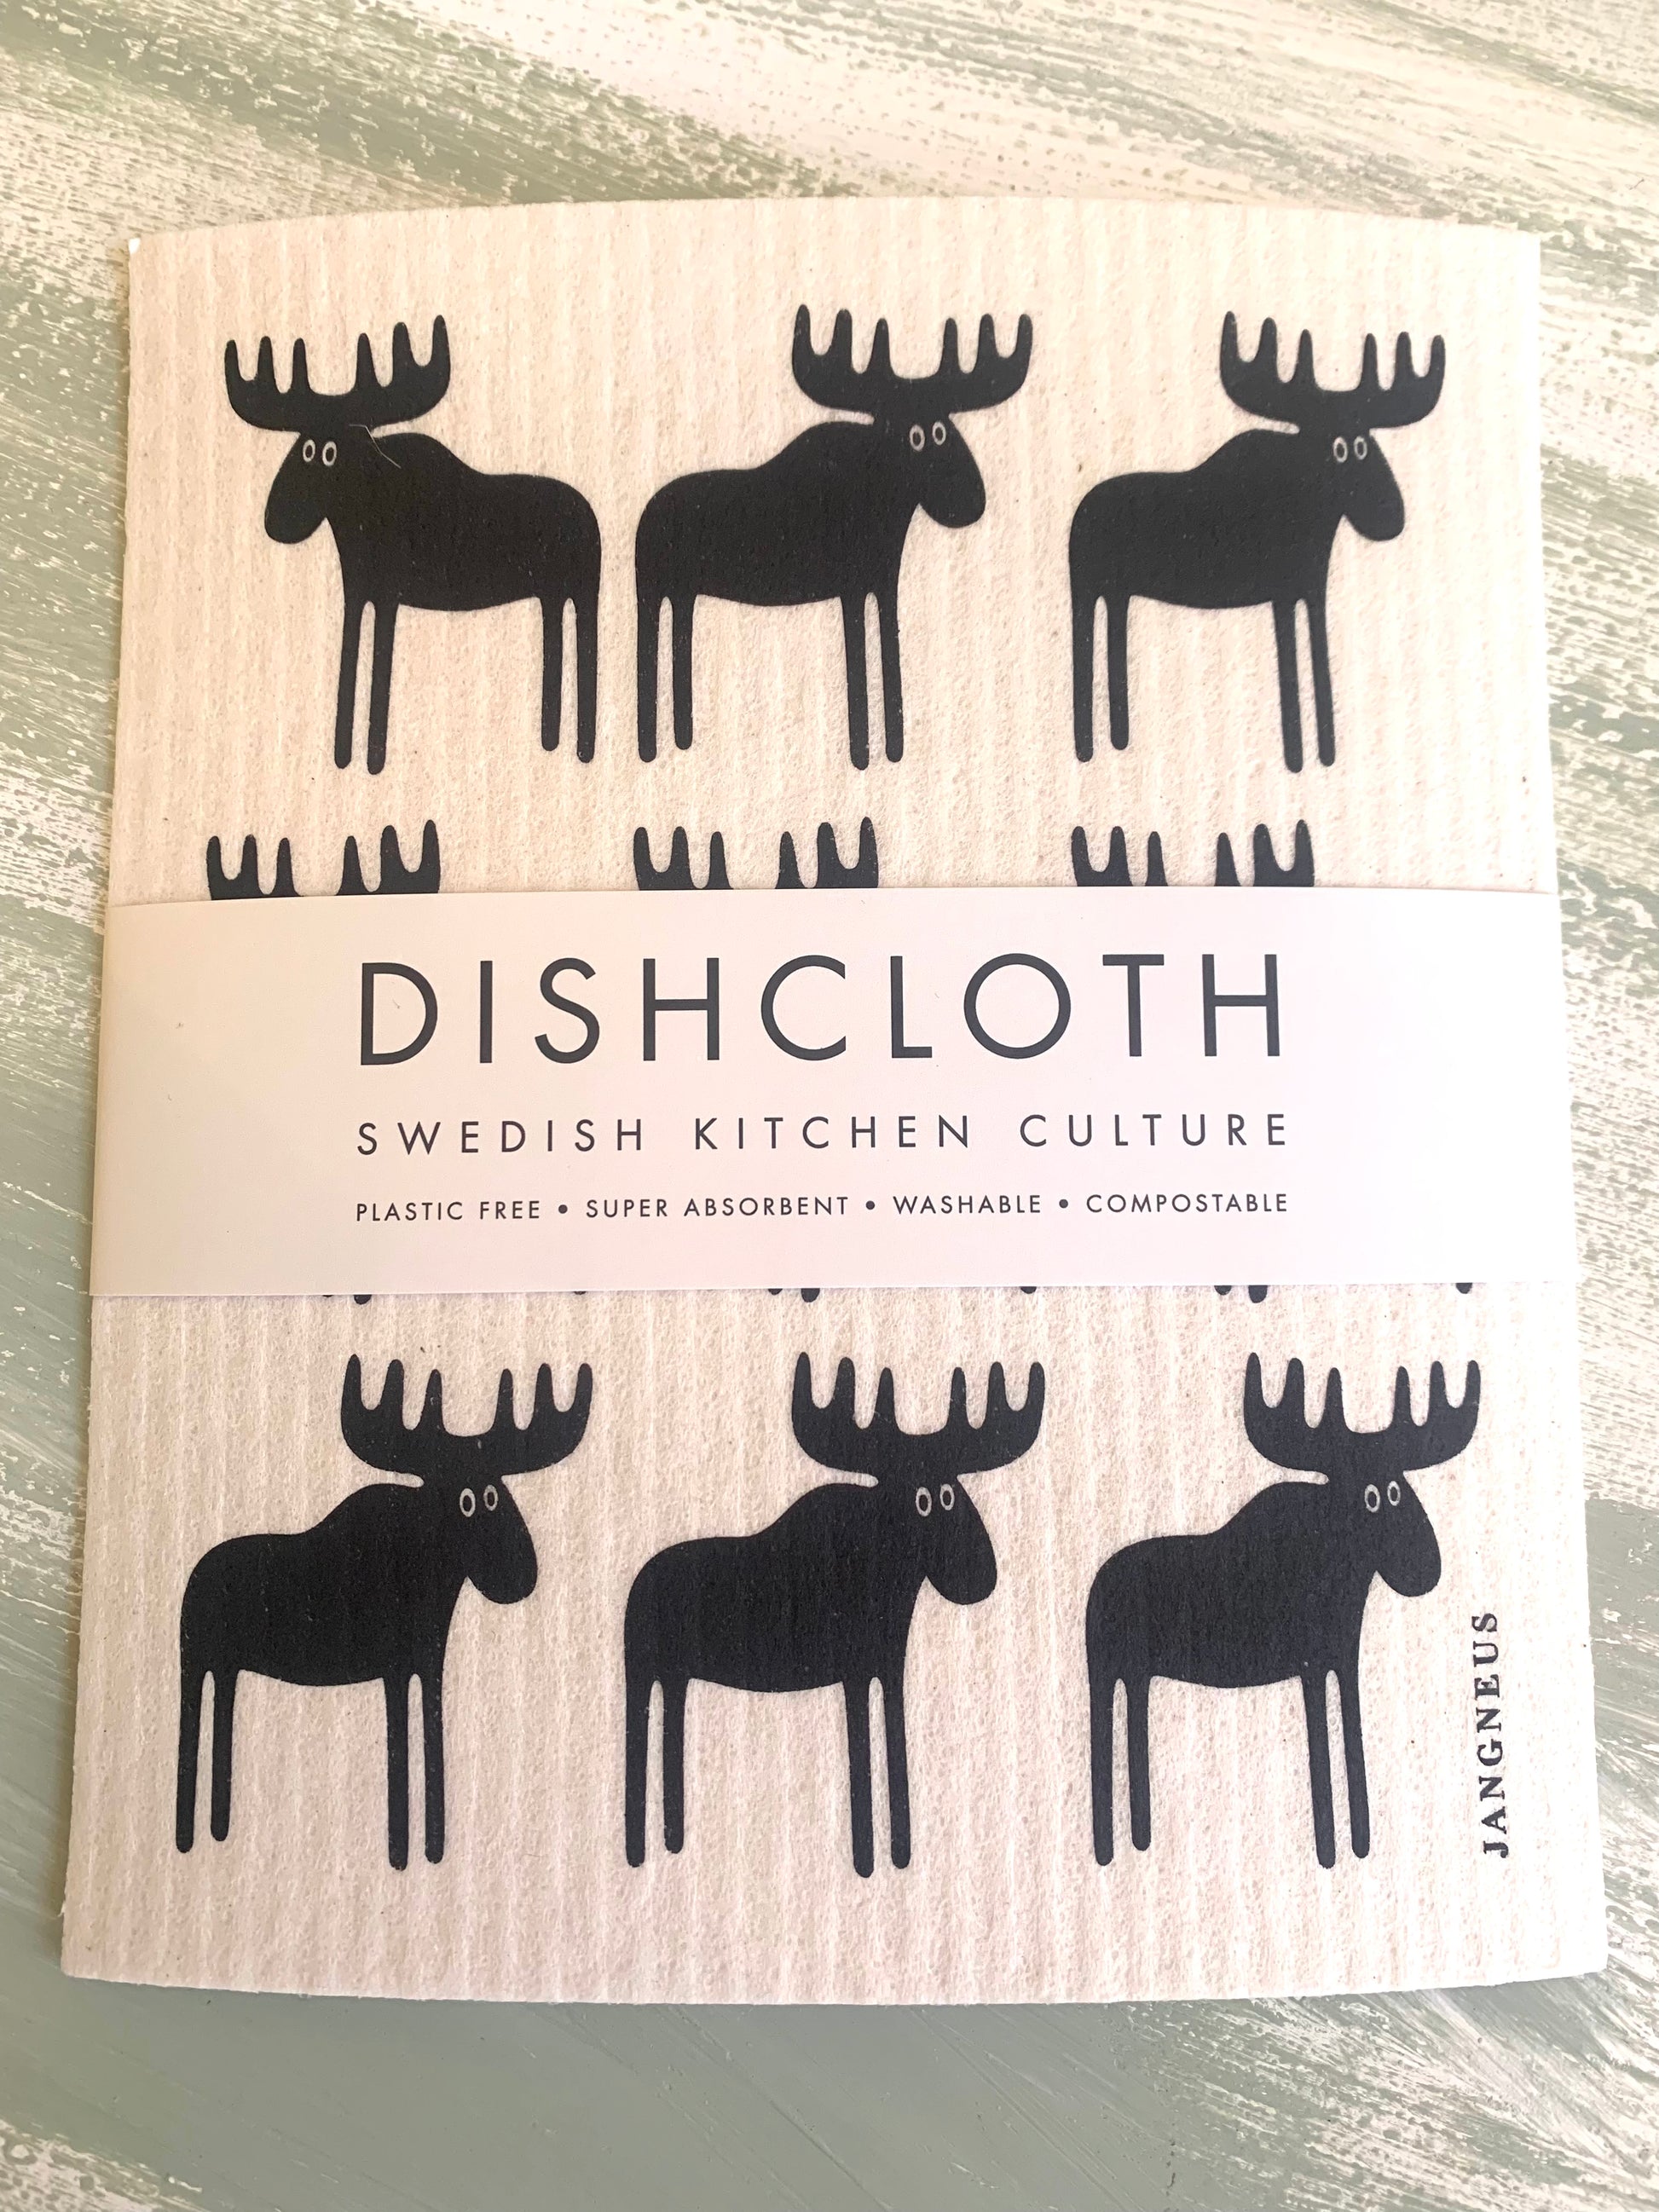 DISHCLOTH
SWEDISH KITCHEN CULTURE
PLASTIC FREE • SUPER ABSORBENT • WASHABLE • COMPOSTABLE
JANGNEUS